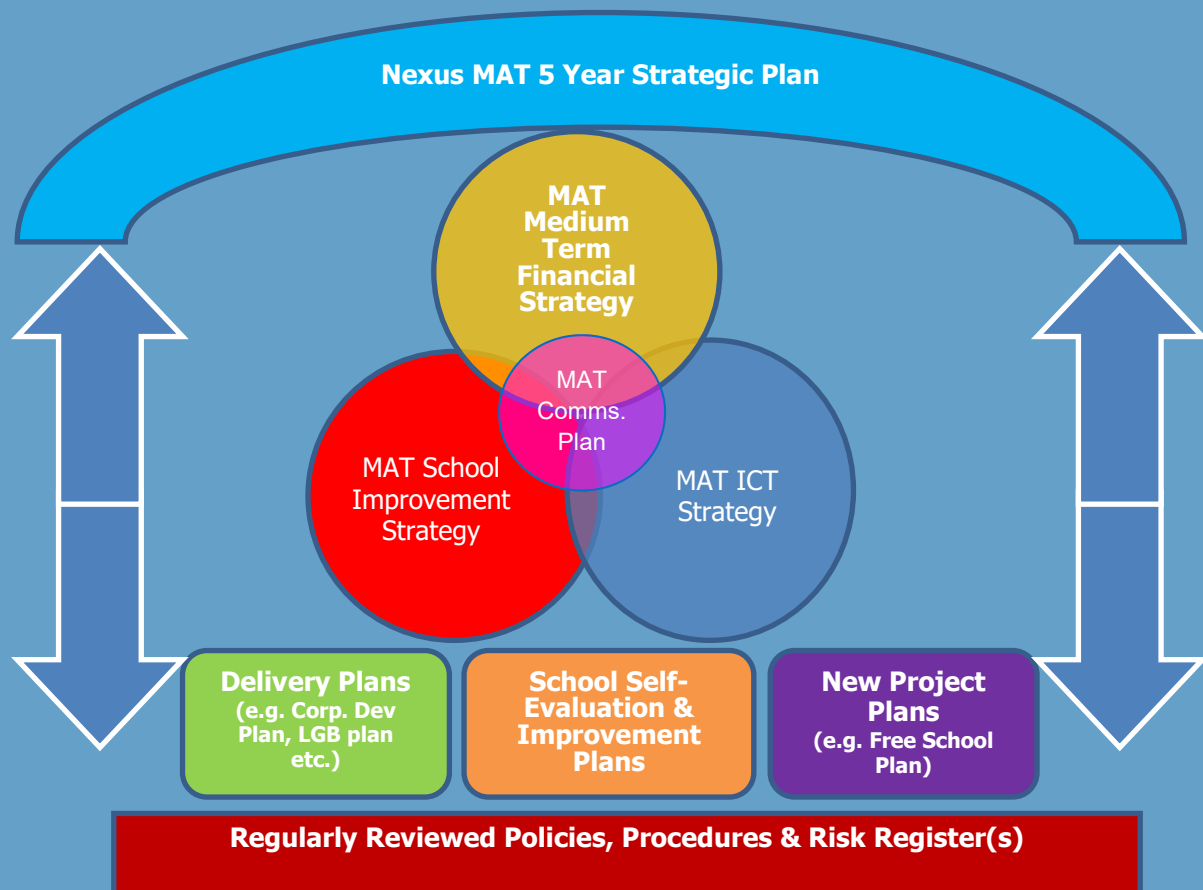 Nexus MAT 5 Year Strategic Plan
MAT
Medium
Term
Financial
Strategy
MAT
Comms.
Plan
MAT School
Improvement
Strategy
MAT ICT
Strategy
Delivery Plans
(e.g. Corp. Dev
Plan, LGB plan
etc.)
School Self-
Evaluation &
Improvement
Plans
New Project
Plans
(e.g. Free School
Plan)
Regularly Reviewed Policies, Procedures & Risk Register(s)